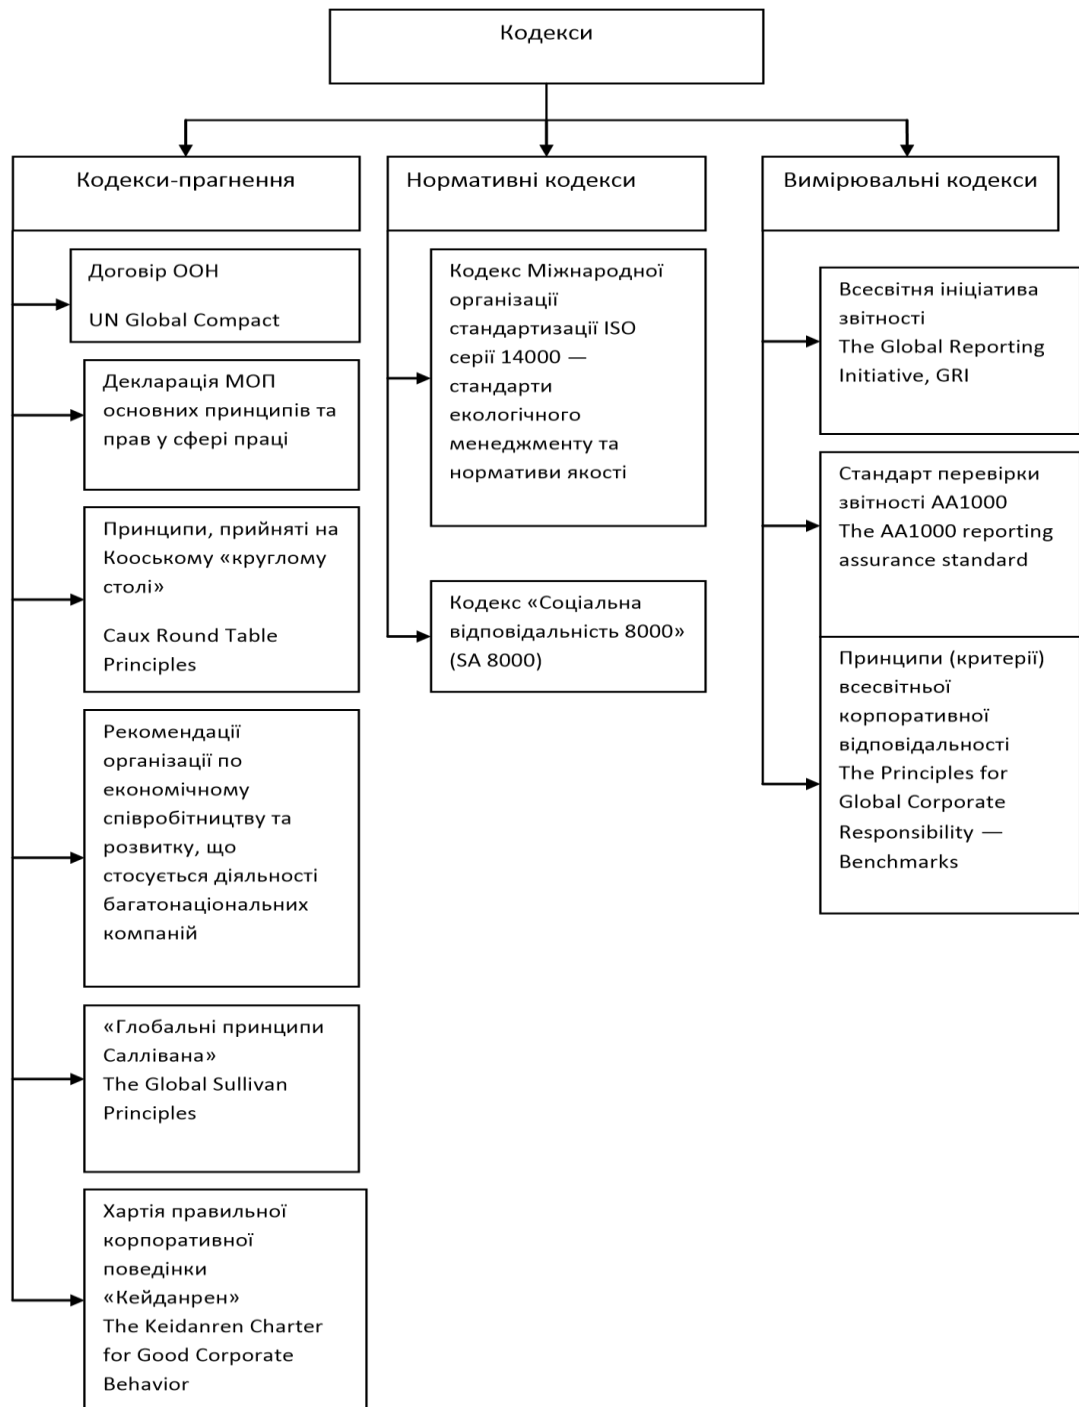 Кодекси
Кодекси-прагнення
Договір ООН
UN Global Compact
Декларація МОП
основних принципів та
прав у сфері праці
Принципи, прийняті на
Кооському «круглому
столі»
Caux Round Table
Principles
Рекомендації
організації по
економічному
співробітництву та
розвитку, що
стосується діяльності
багатонаціональних
компаній
«Глобальні принципи
Саллівана»
The Global Sullivan
Principles
Хартія правильної
корпоративної
поведінки
«Кейданрен»
The Keidanren Charter
for Good Corporate
Behavior
Нормативні кодекси
Кодекс Міжнародної
організації
стандартизації ISO
серії 14000 —
стандарти
екологічного
менеджменту та
нормативи якості
Кодекс «Соціальна
відповідальність 8000»
(SA 8000)
Вимірювальні кодекси
Всесвітня ініціатива
звітності
The Global Reporting
Initiative, GRI
Стандарт перевірки
звітності AA1000
The AA1000 reporting
assurance standard
Принципи (критерії)
всесвітньої
корпоративної
відповідальності
The Principles for
Global Corporate
Responsibility —
Benchmarks